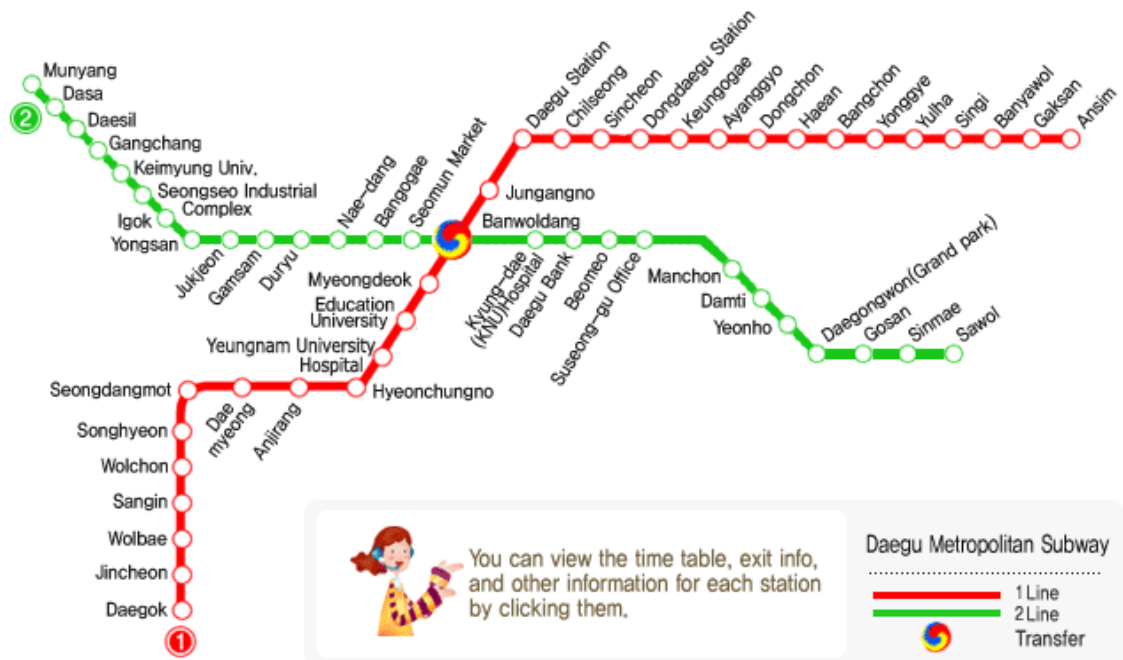 Munyang
Dasa
2
Daesil
Gangchang
Keimyung Univ.
Seongseo Industrial
Complex
Igok
Yongsan
Jukjeon
Gamsam
Duryu
Nae-dang
Bangogae
Seomun Market
Banwoldang
Kyung-dae
(KNU)Hospital
Daegu Bank
Beomeo
Suseong-gu Office
Manchon
Damti
Yeonho
Daegongwon(Grand park)
Gosan
Sinmae
Sawol
Daegu Station
Chilseong
Sincheon
Dongdaegu Station
Keungogae
Ayanggyo
Dongchon
Haean
Bangchon
Yonggye
Yulha
Singi
Banyawol
Gaksan
Ansim
Jungangno
Myeongdeok
Education
University
Yeungnam University
Hospital
Hyeonchungno
Anjirang
Dae
myeong
Seongdangmot
Songhyeon
Wolchon
Sangin
Wolbae
Jincheon
Daegok
1
You can view the time table, exit info,
and other information for each station
by clicking them.
Daegu Metropolitan Subway
1 Line
2 Line
Transfer